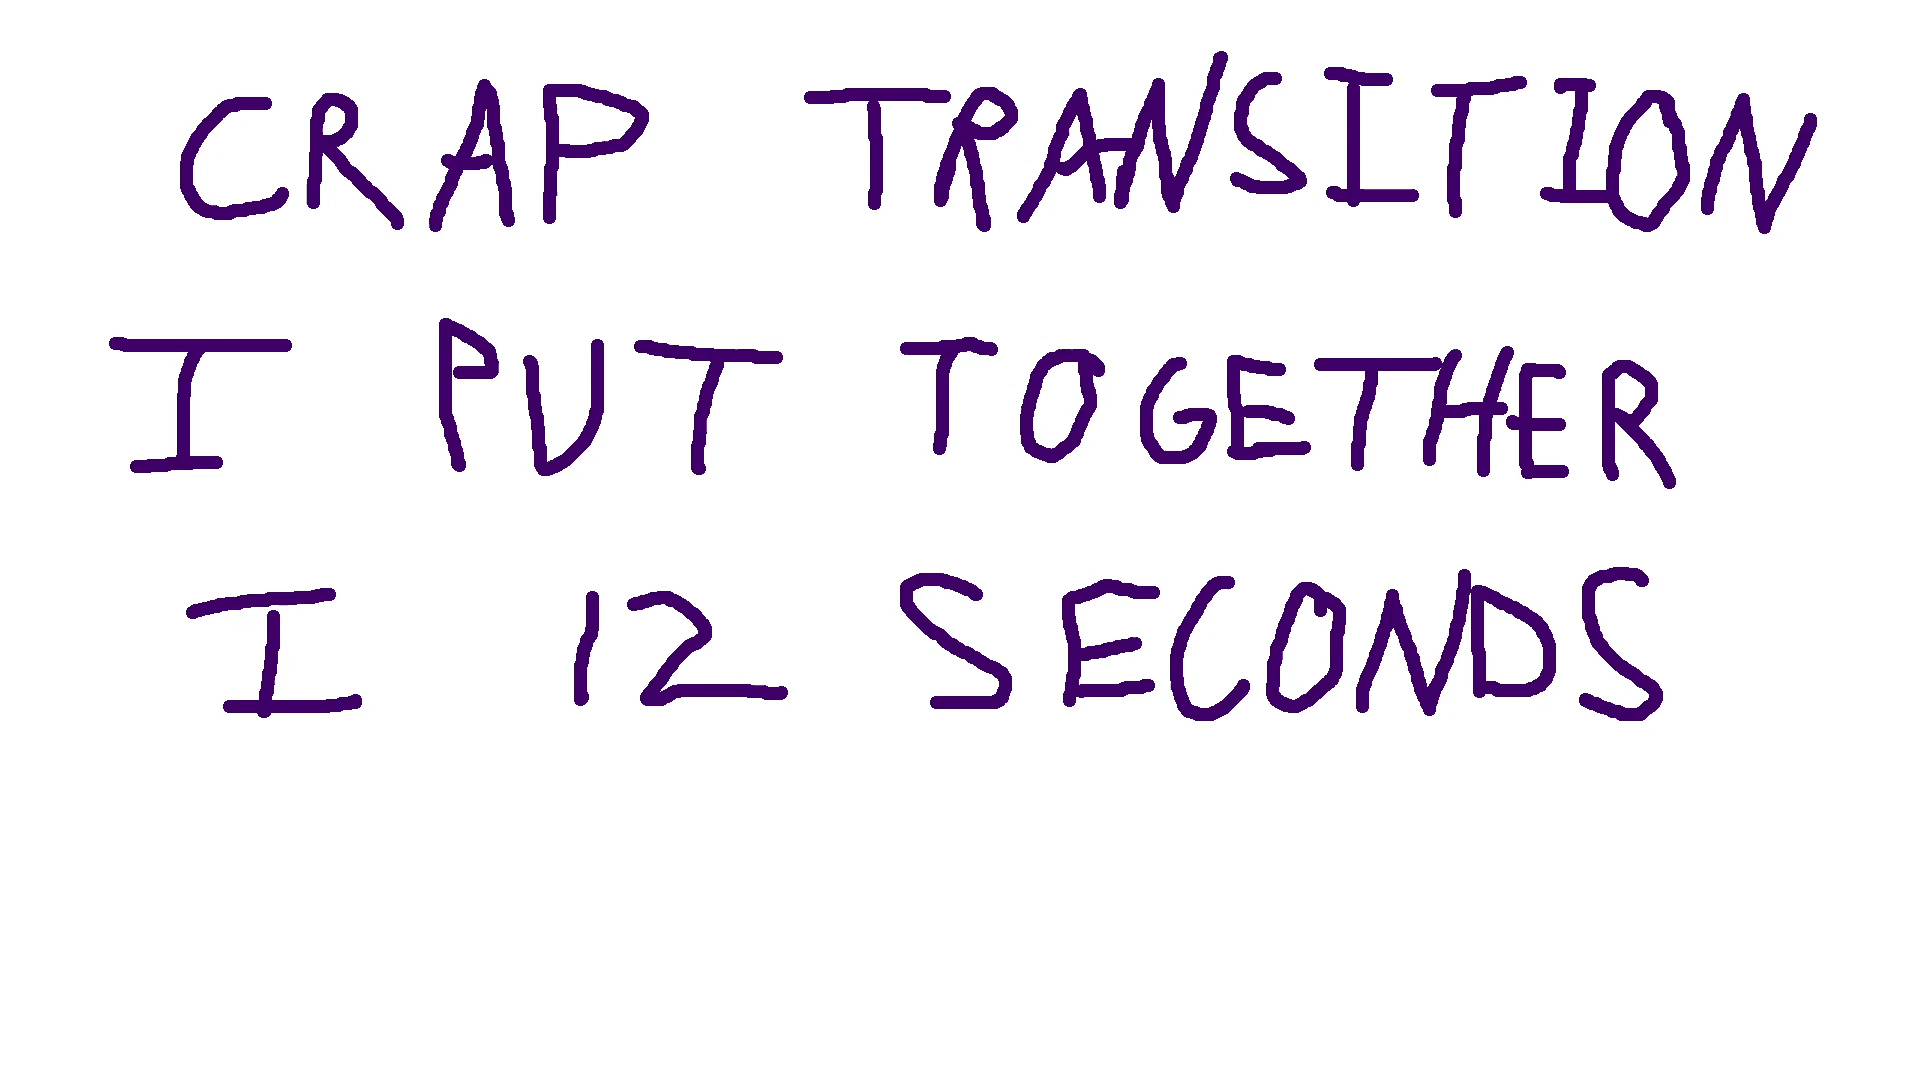 CRAP TRANSITION
I PUT TOGETHER
I 12 SECONDS